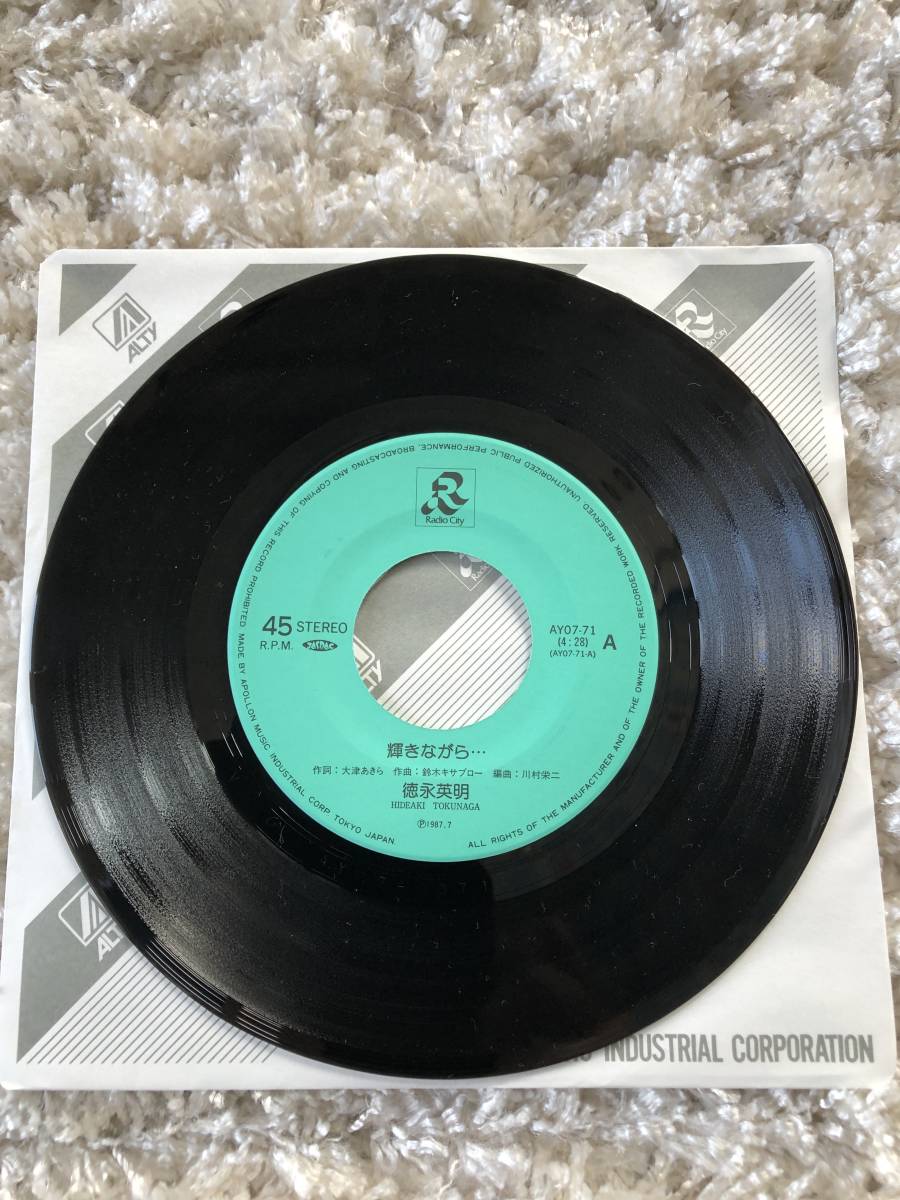 ALTY
Radio City
Radio City
45 STEREO
R.P.M.
AY07-71
(4:28) A
(AY07-71-A)
輝きながら…
作詞：大津あきら 作曲：鈴木キサブロー 編曲：川村栄二
徳永英明
HIDEAKI TOKUNAGA
℗1987.7
ALL RIGHTS OF THE MANUFACTURER AND OF THE OWNER OF THE RECORDED WORK RESERVED. UNAUTHORIZED PUBLIC PERFORMANCE, BROADCASTING AND COPYING OF THIS RECORD PROHIBITED MADE BY APOLLON MUSIC INDUSTRIAL CORP. TOKYO JAPAN.
INDUSTRIAL CORPORATION